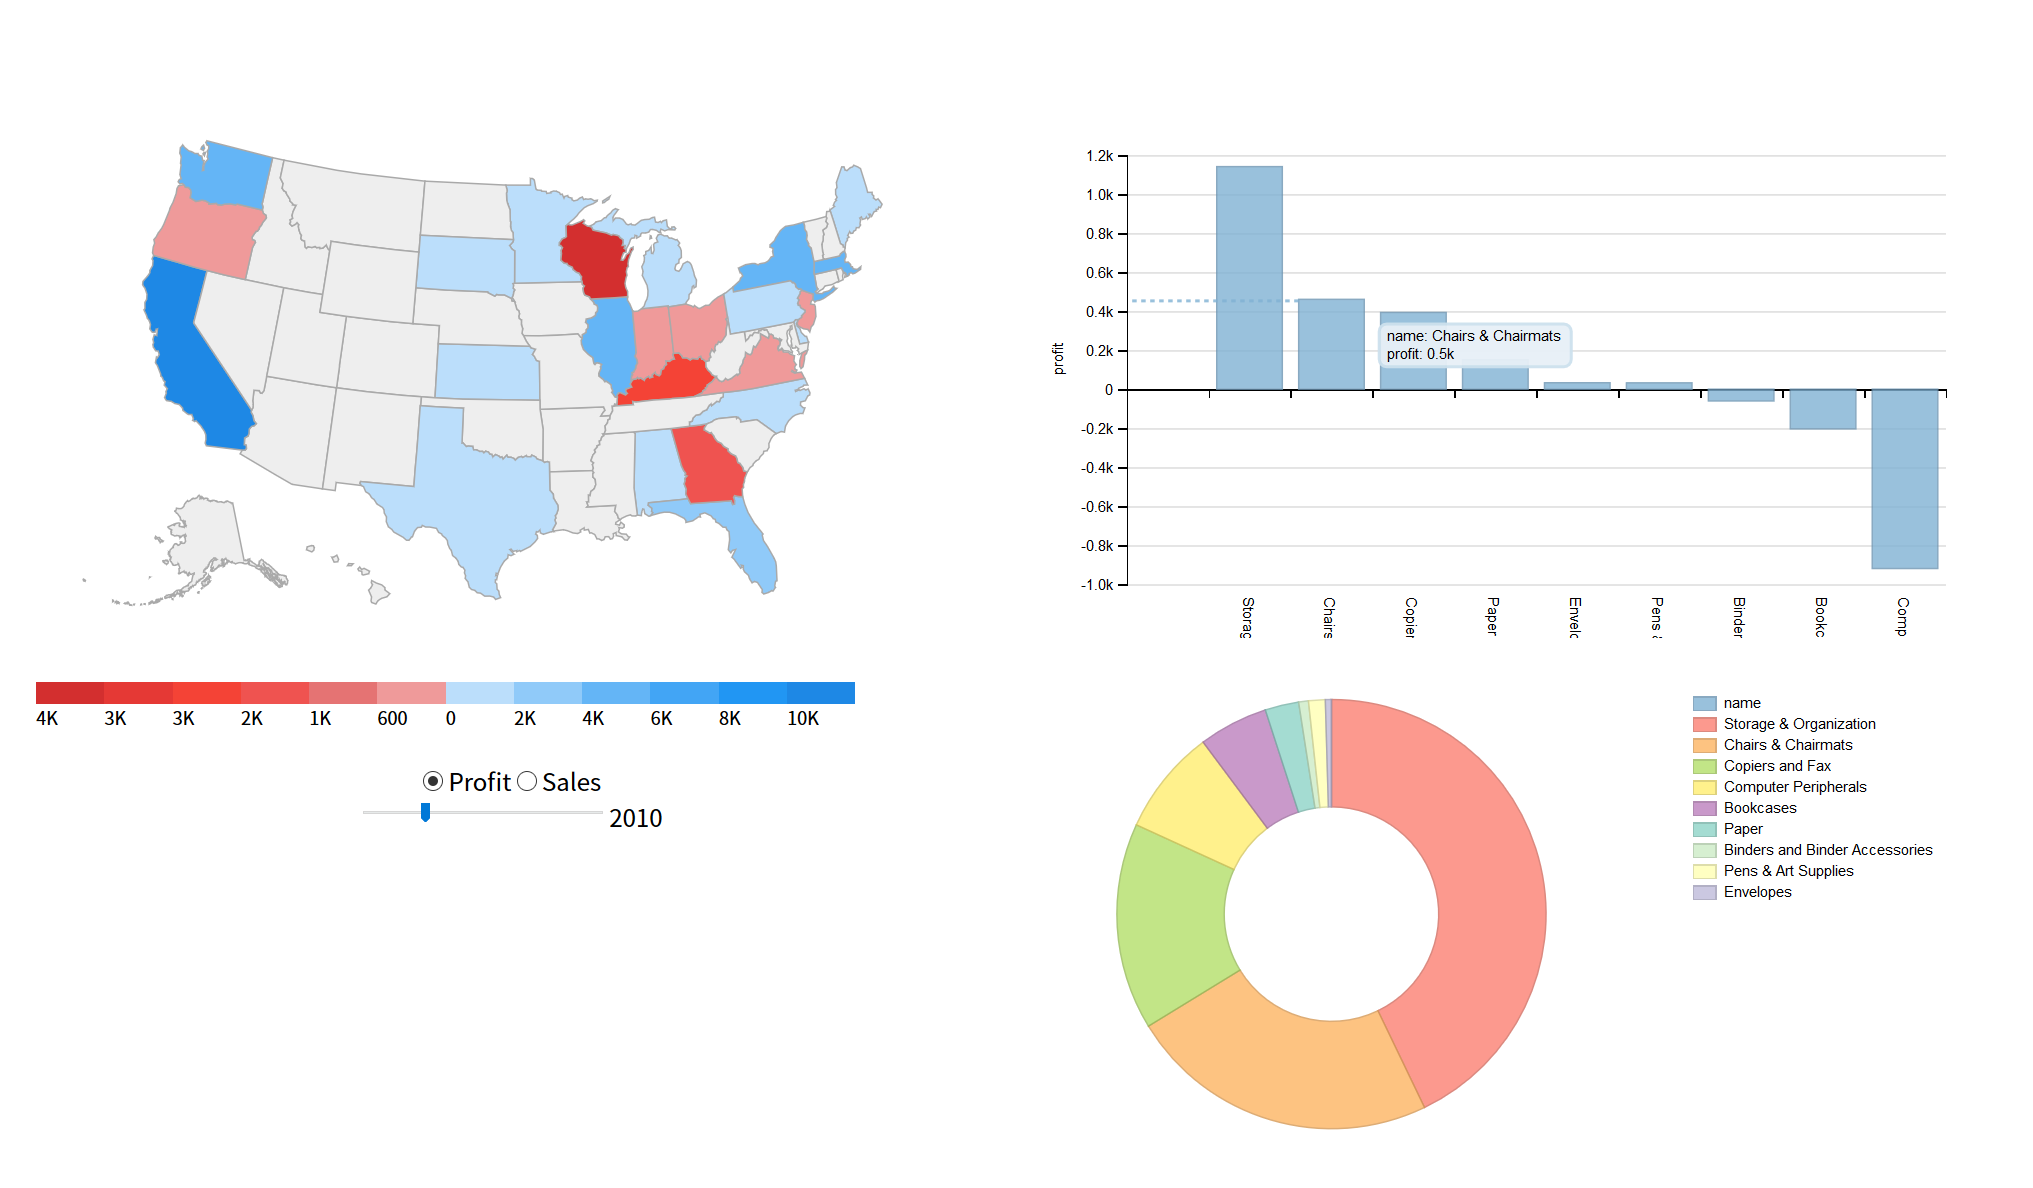 4K 3K 3K 2K 1K 600 0 2K 4K 6K 8K 10K
Profit Sales
2010
1.2k
1.0k
0.8k
0.6k
0.4k
0.2k
0
-0.2k
-0.4k
-0.6k
-0.8k
-1.0k
profit
name: Chairs & Chairmats
profit: 0.5k
Storag
Chairs
Copier
Paper
Envel
Pens
Binder
Bookc
Comp
name
Storage & Organization
Chairs & Chairmats
Copiers and Fax
Computer Peripherals
Bookcases
Paper
Binders and Binder Accessories
Pens & Art Supplies
Envelopes